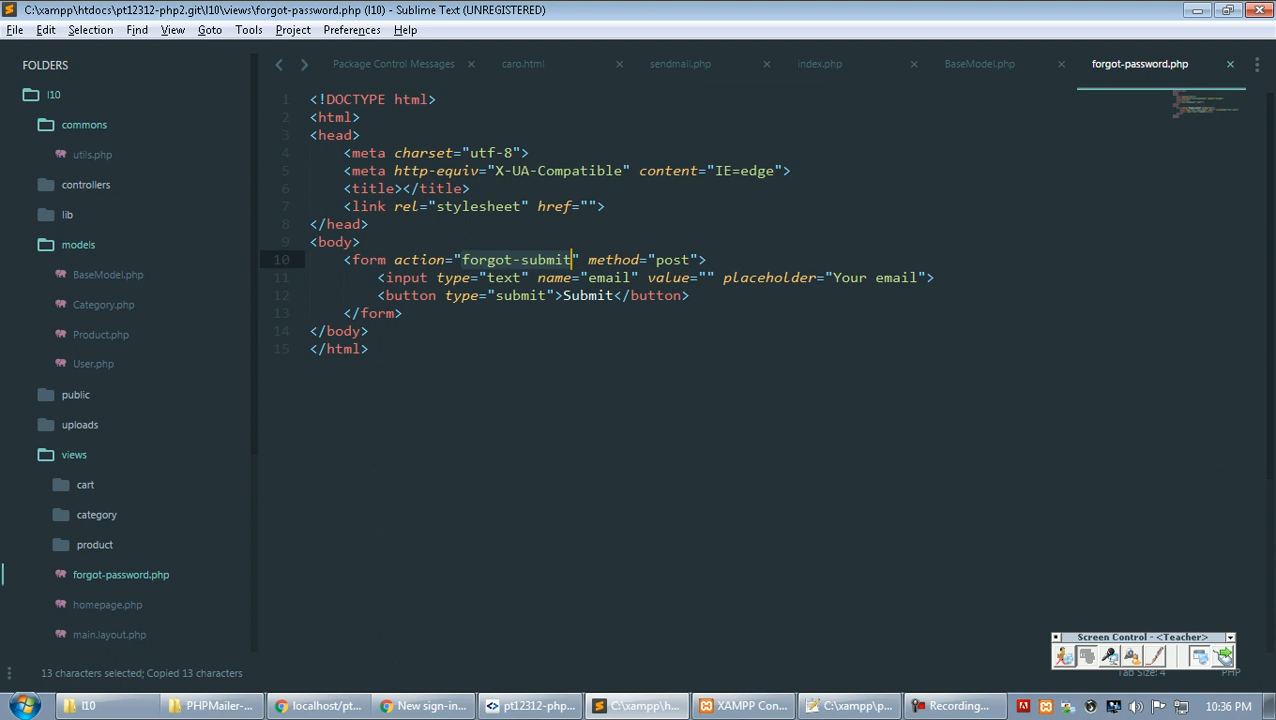 C:\xampp\htdocs\pt12312-php2.git\l10\views\forgot-password.php (l10) - Sublime Text (UNREGISTERED)
File Edit Selection Find View Goto Tools Project Preferences Help
FOLDERS
l10
commons
utils.php
controllers
lib
models
BaseModel.php
Category.php
Product.php
User.php
public
uploads
views
cart
category
product
forgot-password.php
homepage.php
main.layout.php
Package Control Messages caro.html sendmail.php index.php BaseModel.php forgot-password.php
1 <!DOCTYPE html>
2 <html>
3 <head>
4 <meta charset="utf-8">
5 <meta http-equiv="X-UA-Compatible" content="IE=edge">
6 <title></title>
7 <link rel="stylesheet" href="">
8 </head>
9 <body>
10 <form action="forgot-submit" method="post">
11 <input type="text" name="email" value="" placeholder="Your email">
12 <button type="submit">Submit</button>
13 </form>
14 </body>
15 </html>
Screen Control - <Teacher>
13 characters selected; Copied 13 characters
Tab Size: 4 PHP
l10 PHPMailer-... localhost/pt... New sign-in... pt12312-php... C:\xampp\h... XAMPP Con... C:\xampp\p... Recording... 10:36 PM